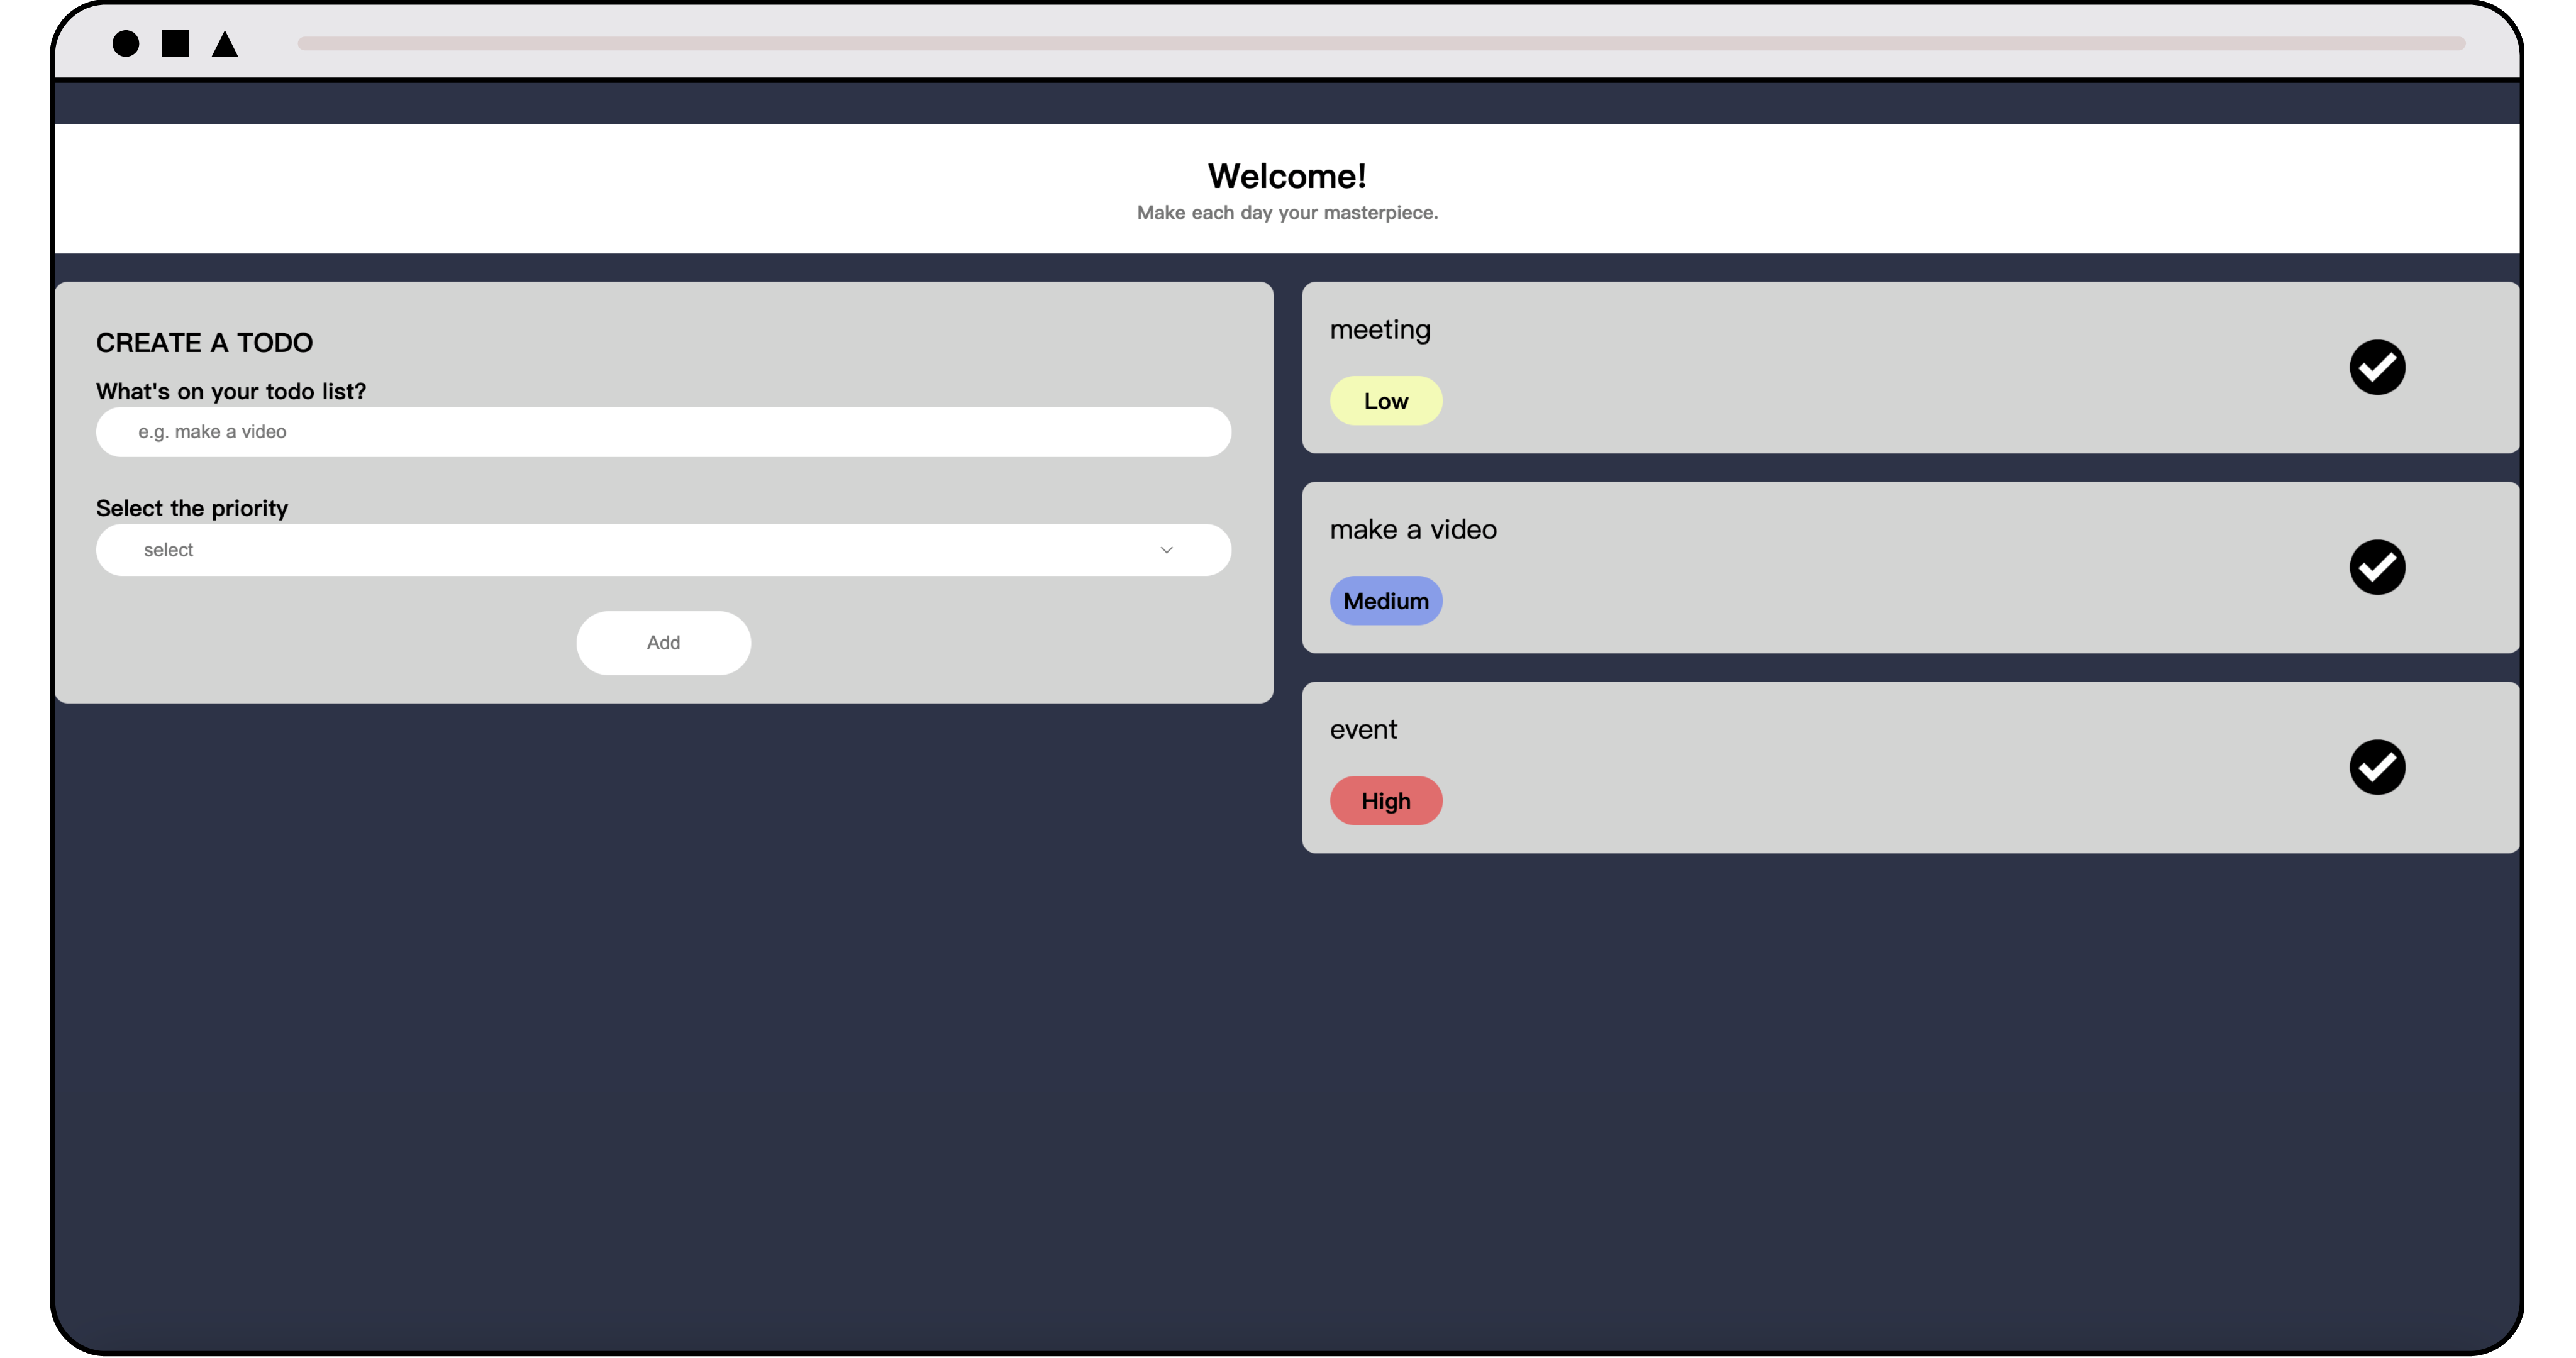 Welcome!
Make each day your masterpiece.
CREATE A TODO
What's on your todo list?
e.g. make a video
Select the priority
select
Add
meeting
Low
make a video
Medium
event
High